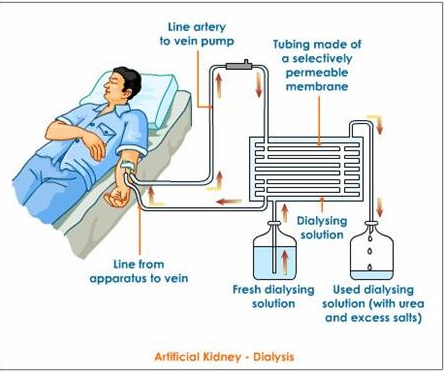 Line artery
to vein pump
Tubing made of
a selectively
permeable
membrane
Dialysing
solution
Line from
apparatus to vein
Fresh dialysing
solution
Used dialysing
solution (with urea
and excess salts)
Artificial Kidney - Dialysis